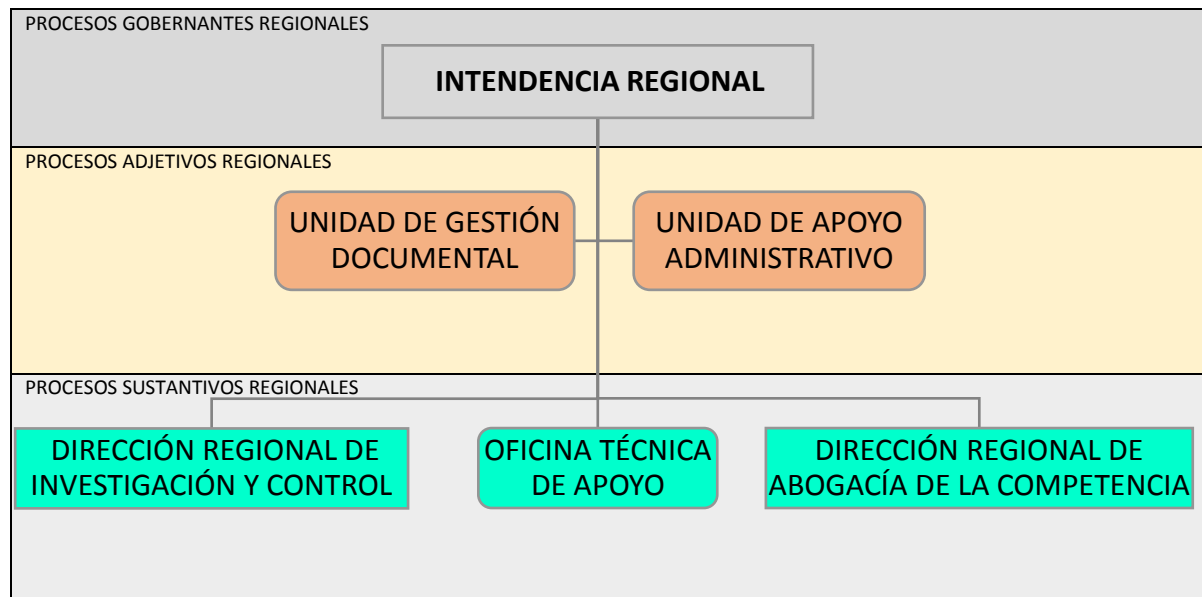 PROCESOS GOBERNANTES REGIONALES
INTENDENCIA REGIONAL
PROCESOS ADJETIVOS REGIONALES
UNIDAD DE GESTIÓN
DOCUMENTAL
UNIDAD DE APOYO
ADMINISTRATIVO
PROCESOS SUSTANTIVOS REGIONALES
DIRECCIÓN REGIONAL DE
INVESTIGACIÓN Y CONTROL
OFICINA TÉCNICA
DE APOYO
DIRECCIÓN REGIONAL DE
ABOGACÍA DE LA COMPETENCIA